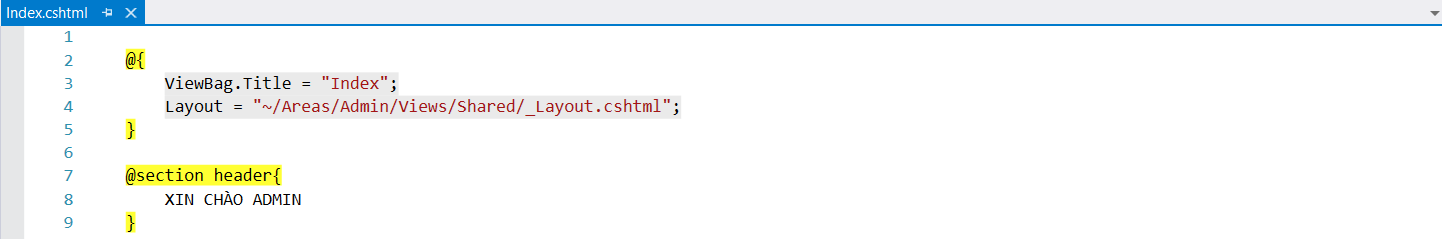 Index.cshtml
1
2 @{
3 ViewBag.Title = "Index";
4 Layout = "~/Areas/Admin/Views/Shared/_Layout.cshtml";
5 }
6
7 @section header{
8 XIN CHÀO ADMIN
9 }